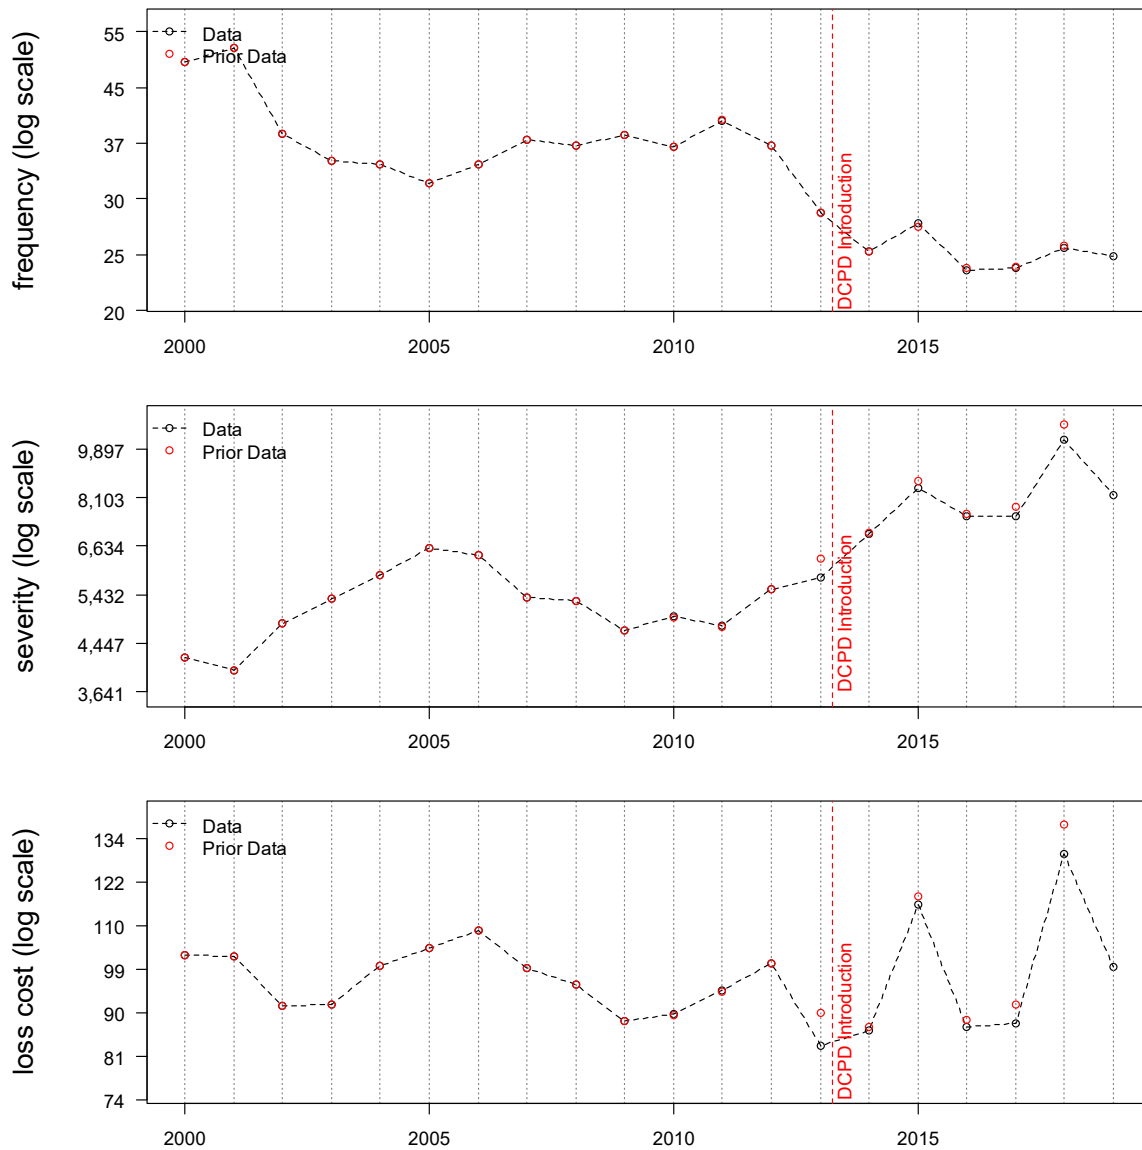 frequency (log scale)
55
45
37
30
25
20
Data
Prior Data
DCPD Introduction
2000
2005
2010
2015
severity (log scale)
9,897
8,103
6,634
5,432
4,447
3,641
Data
Prior Data
DCPD Introduction
2000
2005
2010
2015
loss cost (log scale)
134
122
110
99
90
81
74
Data
Prior Data
DCPD Introduction
2000
2005
2010
2015